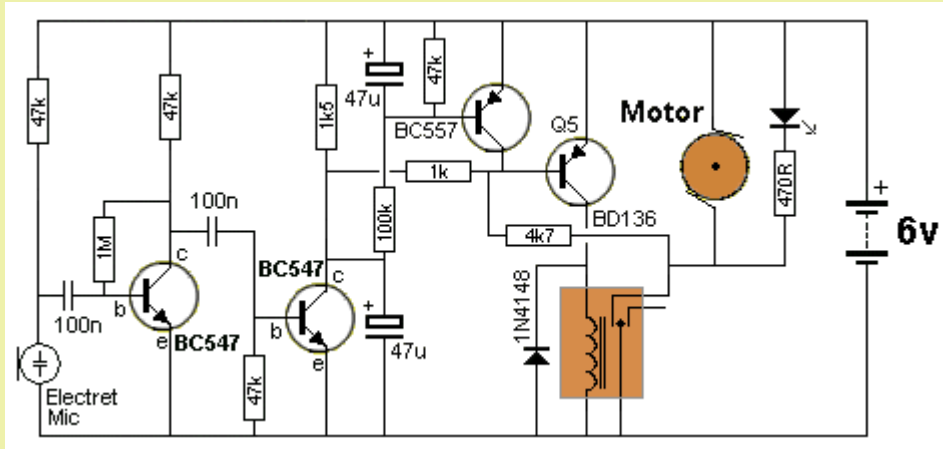 47k
47k
1k5
+
47u
47k
BC557
Q5
Motor
470R
+
6v
1k
BD136
100n
100k
4k7
1M
c
BC547
c
b
100n
e
BC547
b
e
+
47u
1N4148
47k
Electret
Mic